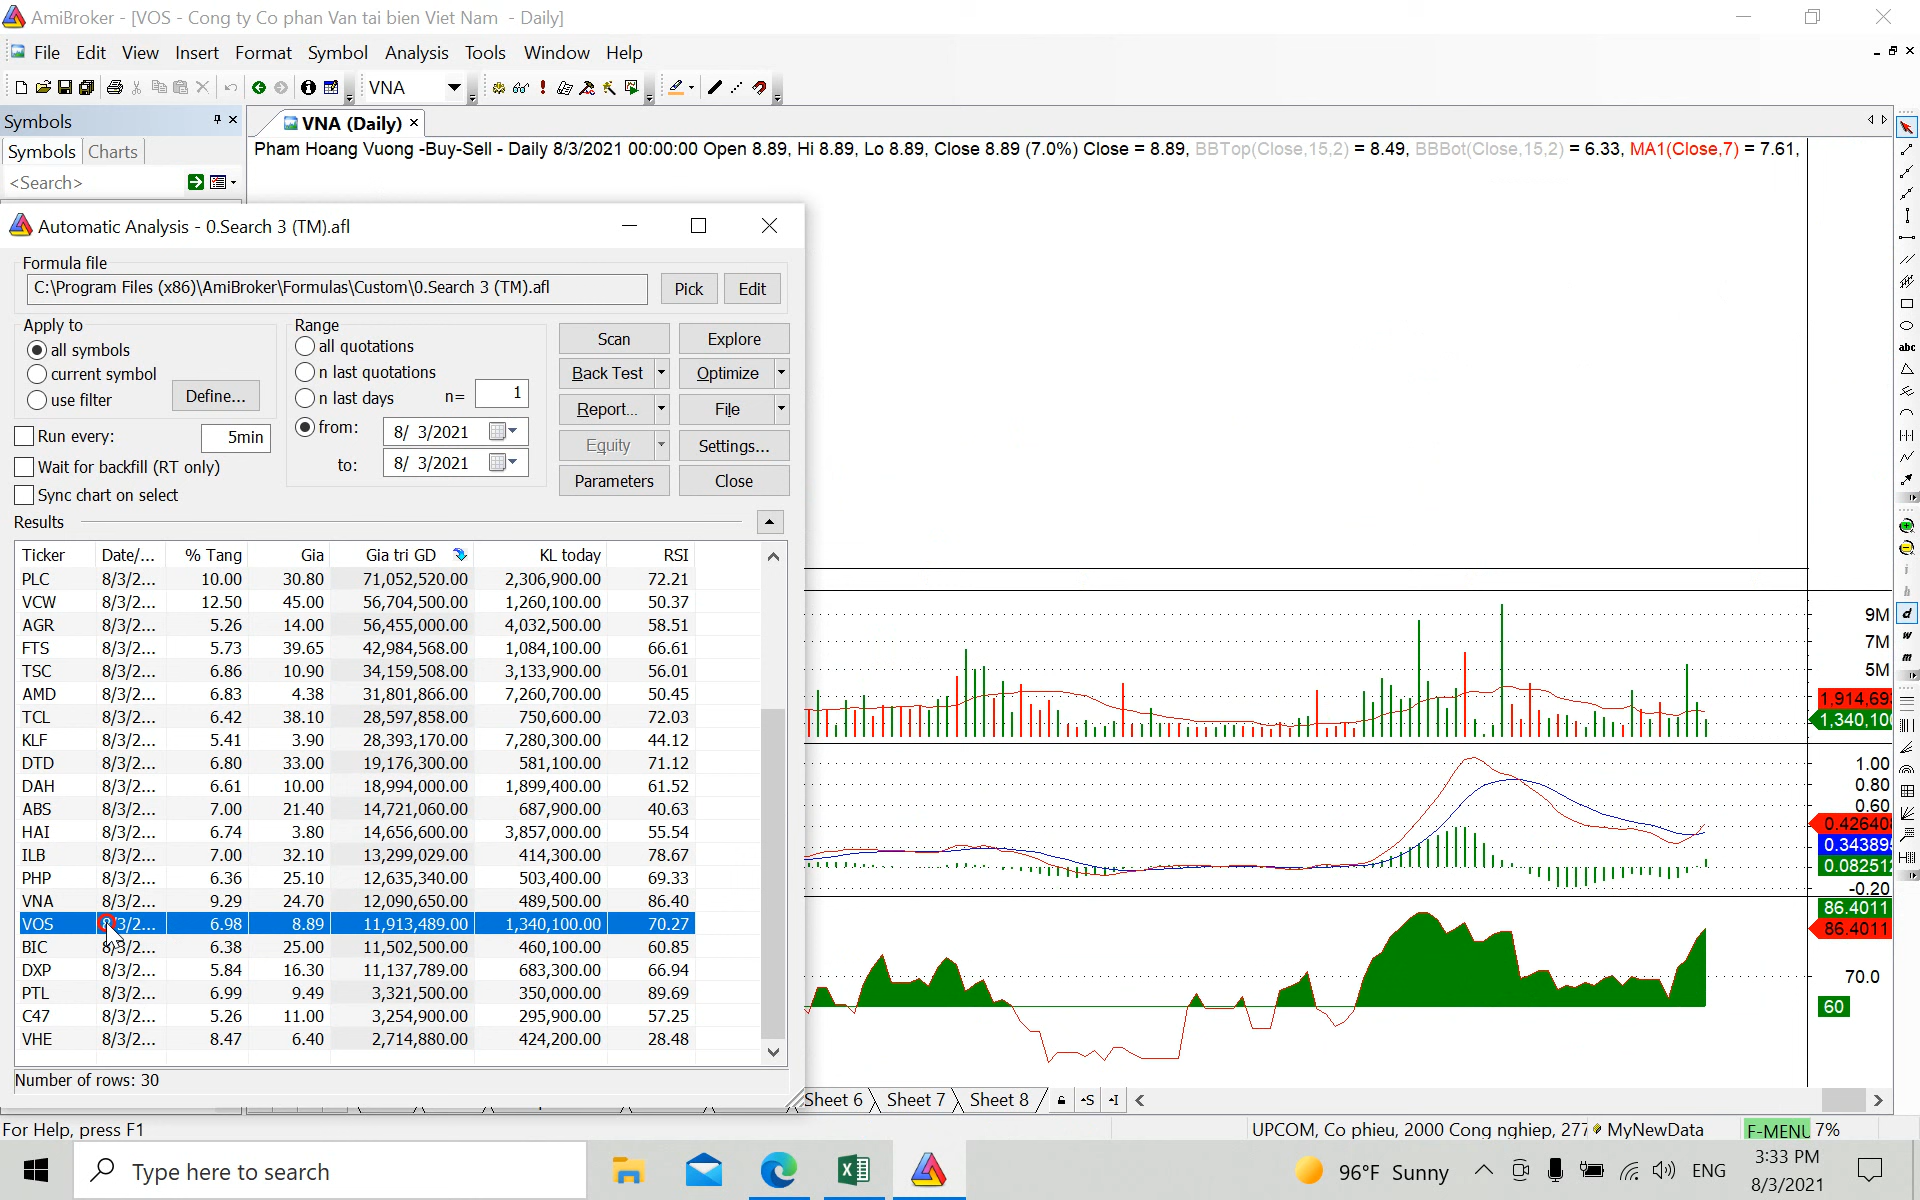 AmiBroker - [VOS - Cong ty Co phan Van tai bien Viet Nam - Daily]
File Edit View Insert Format Symbol Analysis Tools Window Help
VNA
Symbols
VNA (Daily)
Symbols Charts
Pham Hoang Vuong -Buy-Sell - Daily 8/3/2021 00:00:00 Open 8.89, Hi 8.89, Lo 8.89, Close 8.89 (7.0%) Close = 8.89, BBTop(Close,15,2) = 8.49, BBBot(Close,15,2) = 6.33, MA1(Close,7) = 7.61,
<Search>
Automatic Analysis - 0.Search 3 (TM).afl
Formula file
C:\Program Files (x86)\AmiBroker\Formulas\Custom\0.Search 3 (TM).afl Pick Edit
Apply to Range
all symbols all quotations Scan Explore
current symbol n last quotations Back Test Optimize
use filter Define... n last days n= 1 Report... File
Run every: 5min from: 8/ 3/2021 Equity Settings...
Wait for backfill (RT only) to: 8/ 3/2021
Sync chart on select Parameters Close
Results
Ticker Date/... % Tang Gia Gia tri GD KL today RSI
PLC 8/3/2... 10.00 30.80 71,052,520.00 2,306,900.00 72.21
VCW 8/3/2... 12.50 45.00 56,704,500.00 1,260,100.00 50.37
AGR 8/3/2... 5.26 14.00 56,455,000.00 4,032,500.00 58.51
FTS 8/3/2... 5.73 39.65 42,984,568.00 1,084,100.00 66.61
TSC 8/3/2... 6.86 10.90 34,159,508.00 3,133,900.00 56.01
AMD 8/3/2... 6.83 4.38 31,801,866.00 7,260,700.00 50.45
TCL 8/3/2... 6.42 38.10 28,597,858.00 750,600.00 72.03
KLF 8/3/2... 5.41 3.90 28,393,170.00 7,280,300.00 44.12
DTD 8/3/2... 6.80 33.00 19,176,300.00 581,100.00 71.12
DAH 8/3/2... 6.61 10.00 18,994,000.00 1,899,400.00 61.52
ABS 8/3/2... 7.00 21.40 14,721,060.00 687,900.00 40.63
HAI 8/3/2... 6.74 3.80 14,656,600.00 3,857,000.00 55.54
ILB 8/3/2... 7.00 32.10 13,299,029.00 414,300.00 78.67
PHP 8/3/2... 6.36 25.10 12,635,340.00 503,400.00 69.33
VNA 8/3/2... 9.29 24.70 12,090,650.00 489,500.00 86.40
VOS 8/3/2... 6.98 8.89 11,913,489.00 1,340,100.00 70.27
BIC 8/3/2... 6.38 25.00 11,502,500.00 460,100.00 60.85
DXP 8/3/2... 5.84 16.30 11,137,789.00 683,300.00 66.94
PTL 8/3/2... 6.99 9.49 3,321,500.00 350,000.00 89.69
C47 8/3/2... 5.26 11.00 3,254,900.00 295,900.00 57.25
VHE 8/3/2... 8.47 6.40 2,714,880.00 424,200.00 28.48
Number of rows: 30
9M
7M
5M
1,914,69
1,340,10
1.00
0.80
0.60
0.42640
0.343895
0.082512
-0.20
86.4011
86.4011
70.0
60
abc
i
h
d
w
m
Sheet 6 Sheet 7 Sheet 8
For Help, press F1 UPCOM, Co phieu, 2000 Cong nghiep, 277 MyNewData F-MENU 7%
Type here to search
96°F Sunny ENG
3:33 PM
8/3/2021